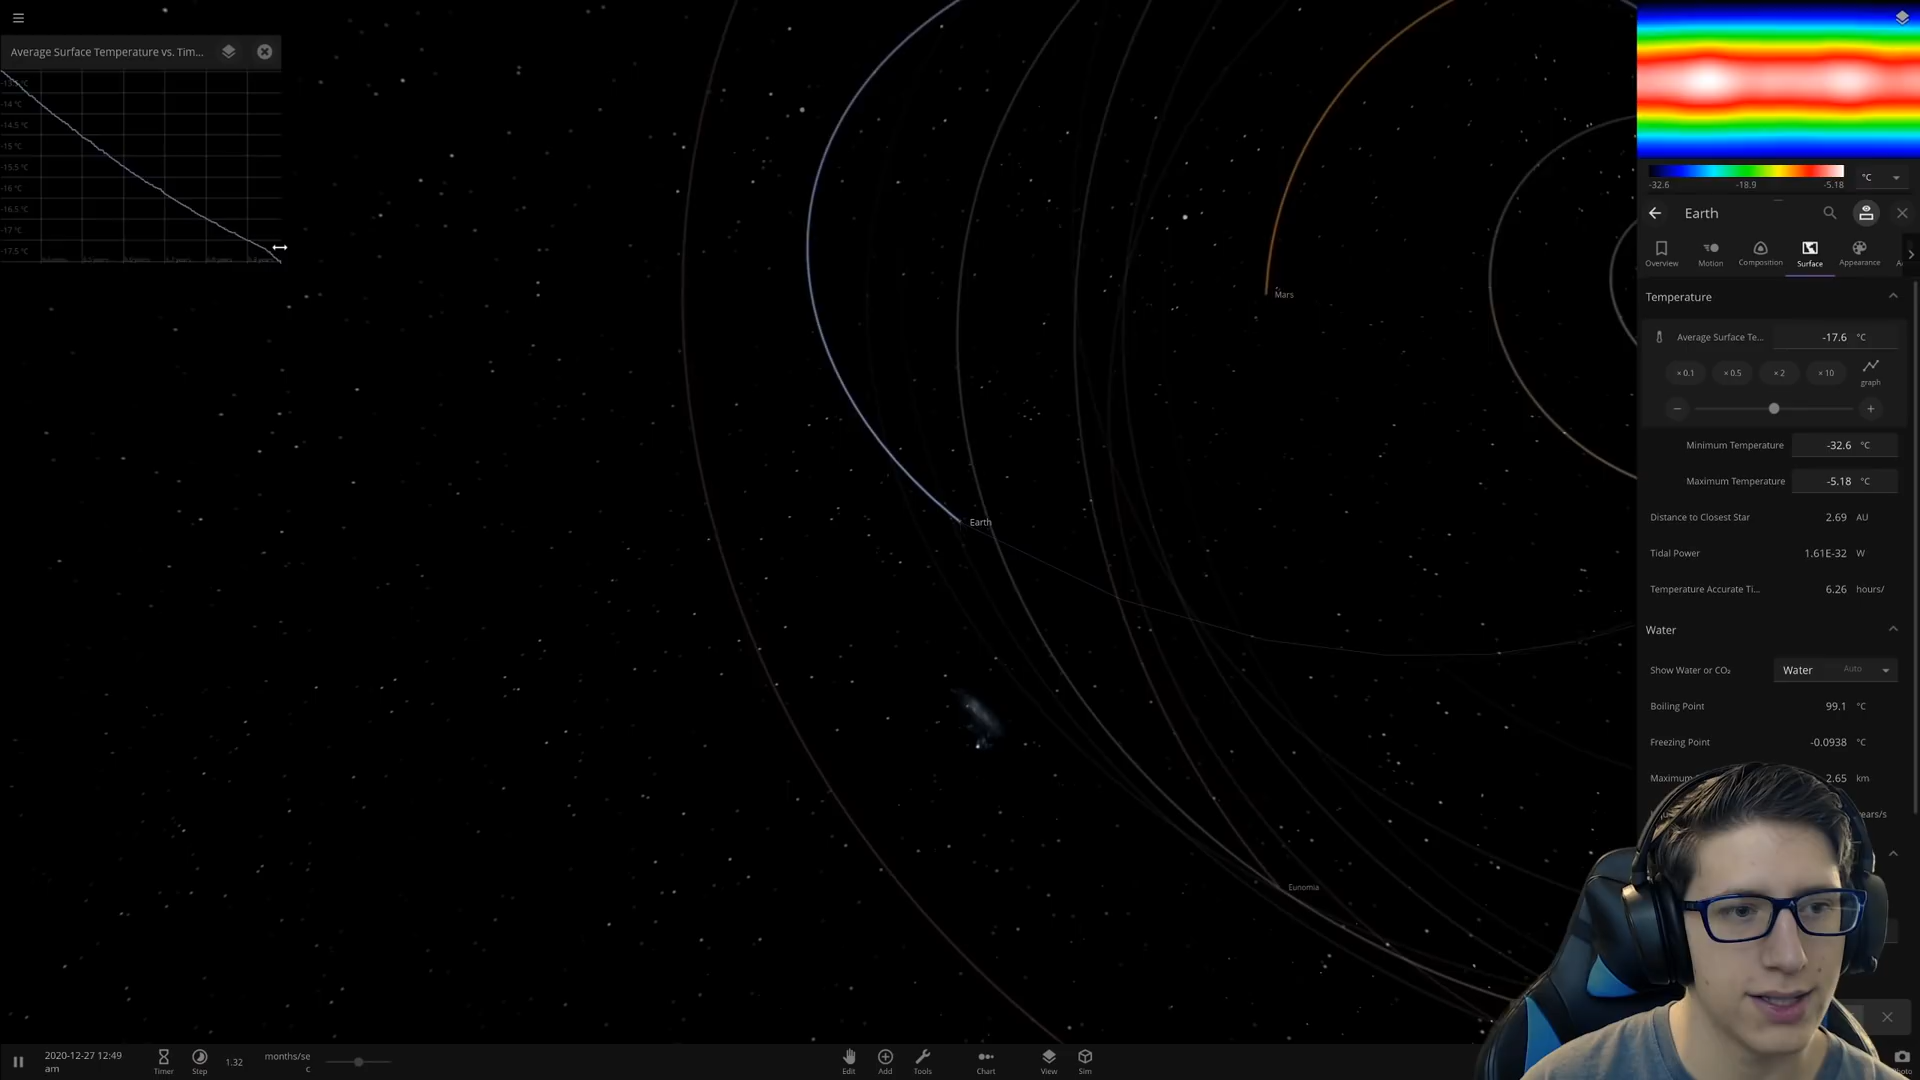 Average Surface Temperature vs. Tim...
-14 °C
-14.5 °C
-15 °C
-15.5 °C
-16 °C
-16.5 °C
-17 °C
-17.5 °C
Mars
Earth
Eunomia
-32.6
-18.9
-5.18
°C
Earth
Overview
Motion
Composition
Surface
Appearance
Temperature
Average Surface Te... -17.6 °C
× 0.1 × 0.5 × 2 × 10 graph
Minimum Temperature -32.6 °C
Maximum Temperature -5.18 °C
Distance to Closest Star 2.69 AU
Tidal Power 1.61E-32 W
Temperature Accurate Ti... 6.26 hours/
Water
Show Water or CO₂ Water Auto
Boiling Point 99.1 °C
Freezing Point -0.0938 °C
Maximum 2.65 km
ears/s
2020-12-27 12:49
am
Timer
Step
1.32
months/se
c
Edit
Add
Tools
Chart
View
Sim